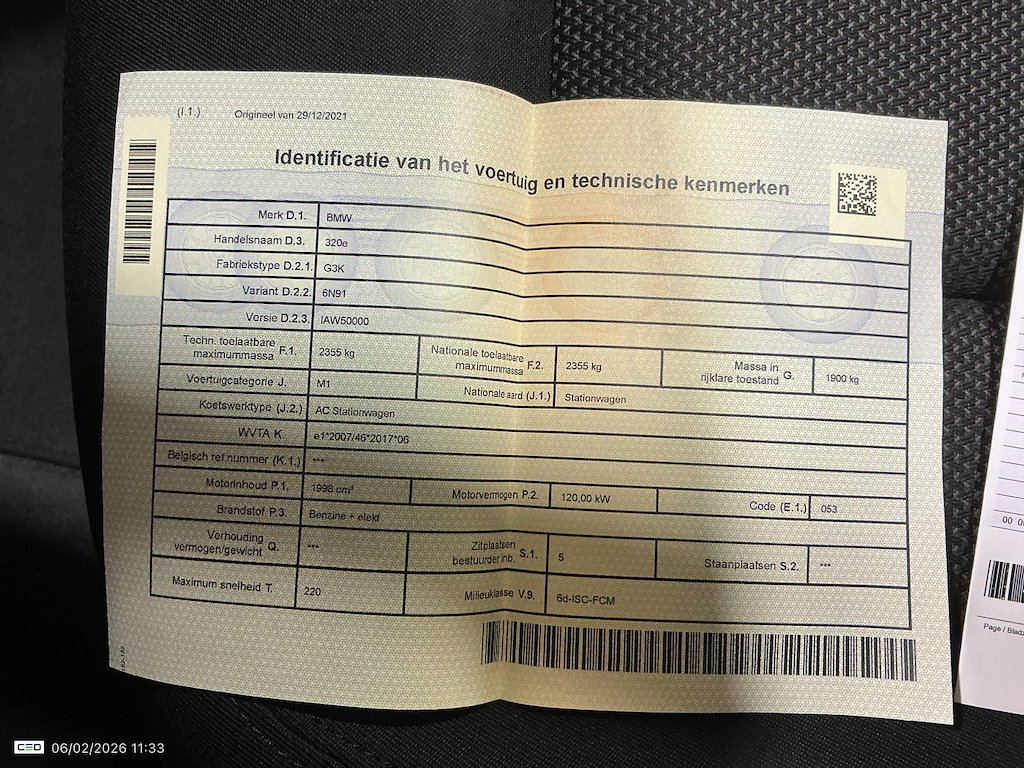 (I.1.) Origineel van 29/12/2021
Identificatie van het voertuig en technische kenmerken
Merk D.1. BMW
Handelsnaam D.3. 320e
Fabriekstype D.2.1. G3K
Variant D.2.2. 6N91
Versie D.2.3. IAW50000
Techn. toelaatbare maximummassa F.1. 2355 kg Nationale toelaatbare maximummassa F.2. 2355 kg Massa in rijklare toestand G. 1900 kg
Voertuigcategorie J. M1 Nationale aard (J.1.) Stationwagen
Koetswerktype (J.2.) AC Stationwagen
WVTA K. e1*2007/46*2017*06
Belgisch ref.nummer (K.1.) ***
Motorinhoud P.1. 1998 cm³ Motorvermogen P.2. 120,00 kW Code (E.1.) 053
Brandstof P.3. Benzine + elekt
Verhouding vermogen/gewicht Q. *** Zitplaatsen bestuurder inb. S.1. 5 Staanplaatsen S.2. ***
Maximum snelheid T. 220 Milieuklasse V.9. 6d-ISC-FCM
00
Page / Bladz
CEO 06/02/2026 11:33